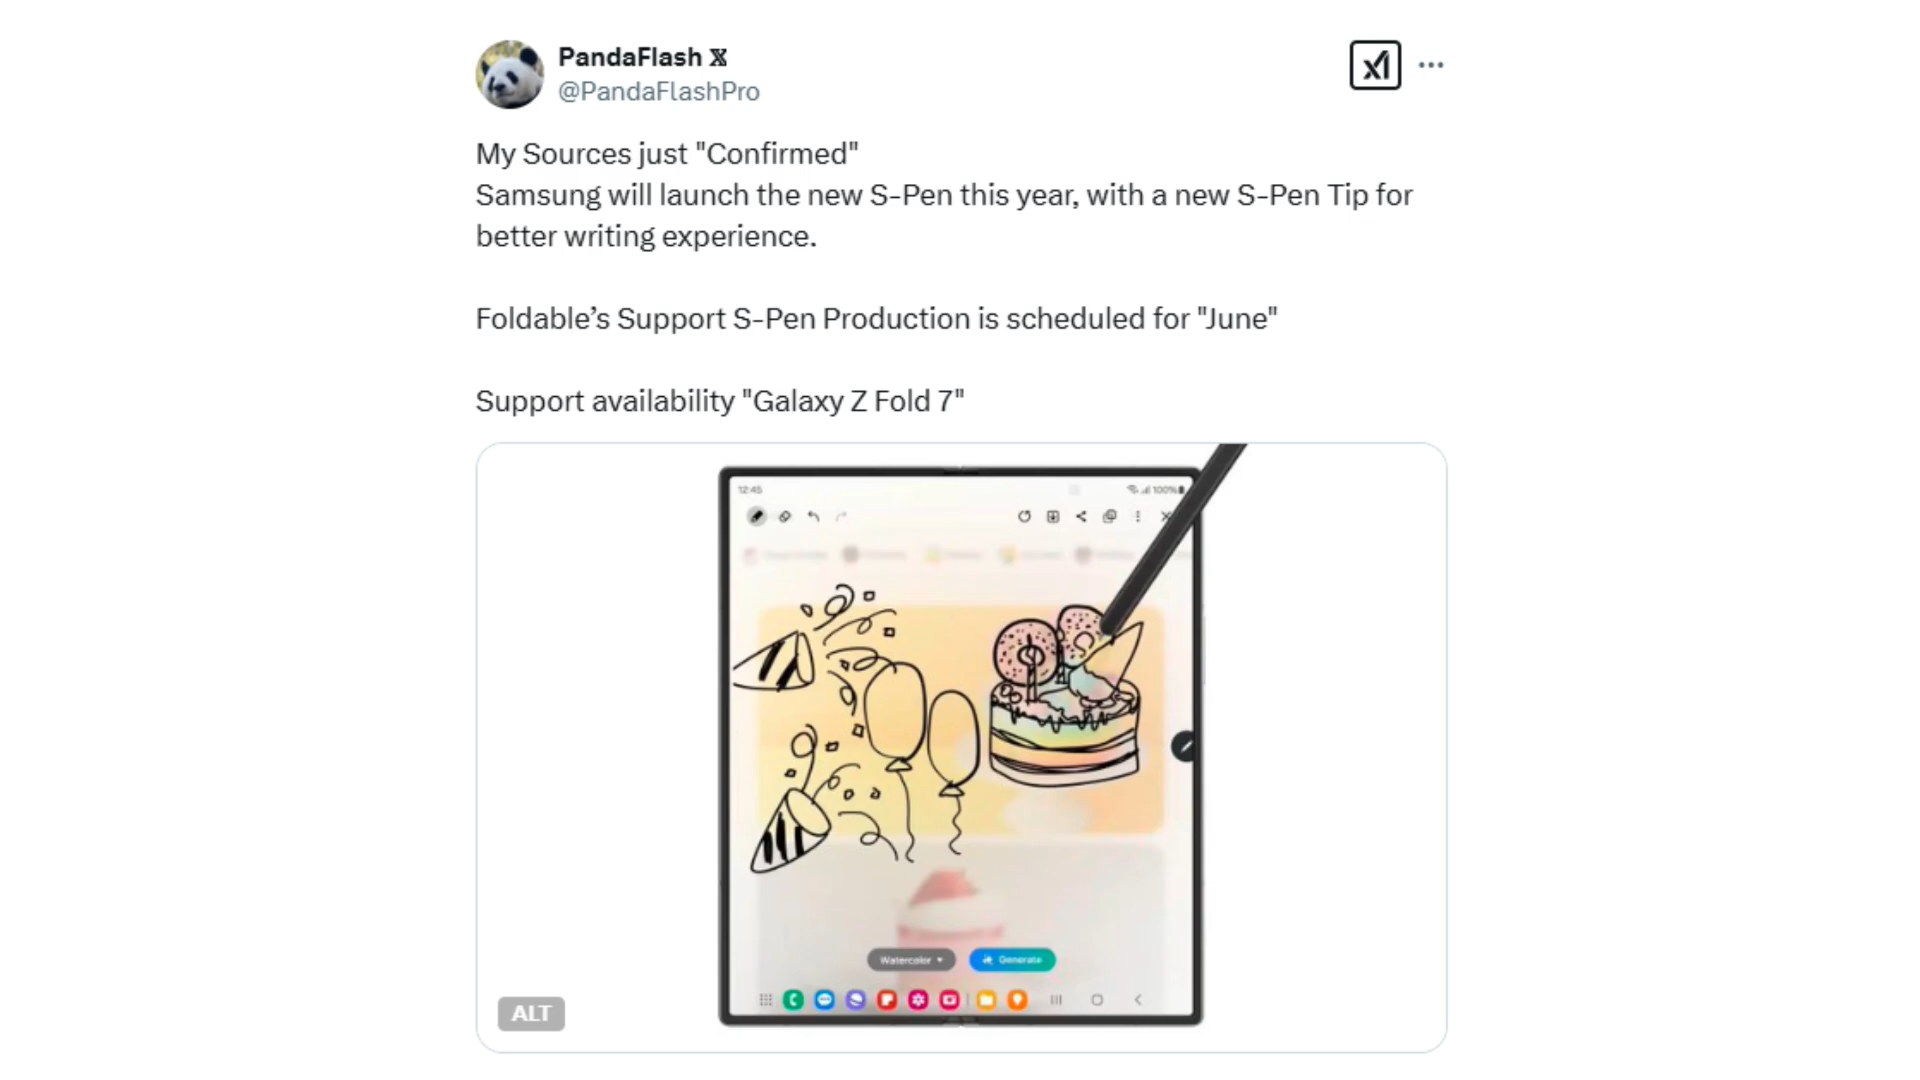 PandaFlash 𝕏
@PandaFlashPro
My Sources just "Confirmed"
Samsung will launch the new S-Pen this year, with a new S-Pen Tip for
better writing experience.
Foldable’s Support S-Pen Production is scheduled for "June"
Support availability "Galaxy Z Fold 7"
12:45
100%
Watercolor
Generate
ALT